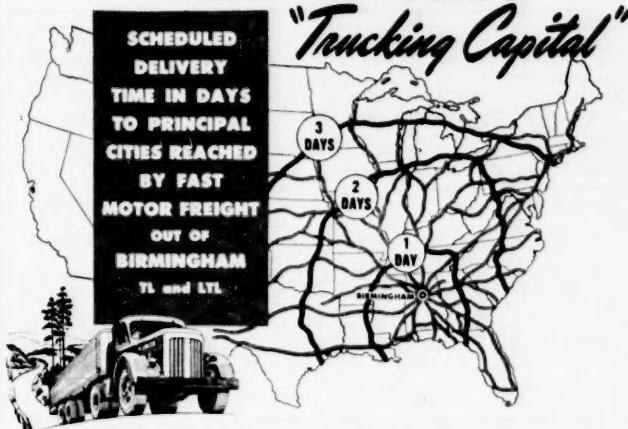 "Trucking Capital"
SCHEDULED
DELIVERY
TIME IN DAYS
TO PRINCIPAL
CITIES REACHED
BY FAST
MOTOR FREIGHT
OUT OF
BIRMINGHAM
TL and LTL
3
DAYS
2
DAYS
1
DAY
BIRMINGHAM